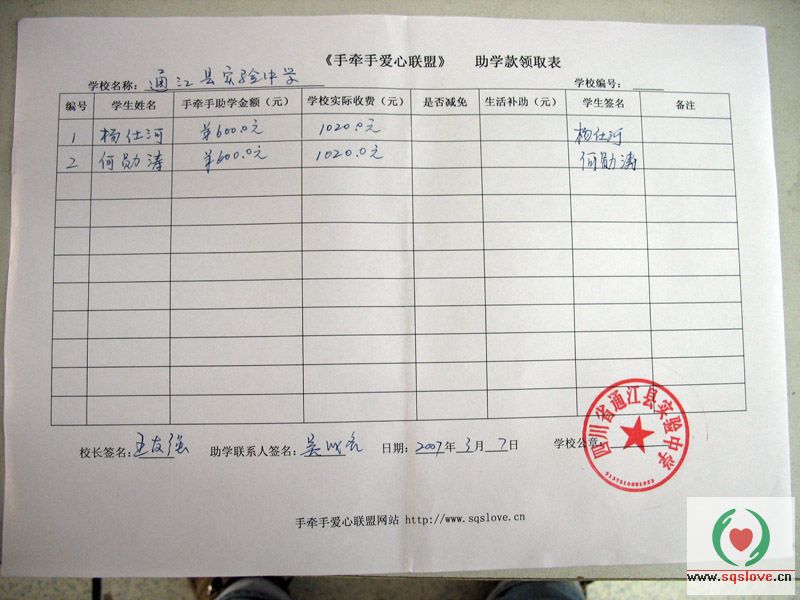 《手牵手爱心联盟》 助学款领取表
学校名称：通江县实验中学 学校编号：
编号 学生姓名 手牵手助学金额（元） 学校实际收费（元） 是否减免 生活补助（元） 学生签名 备注
1 杨仕河 ¥600.0元 1020.0元 杨仕河
2 何勋涛 ¥600.0元 1020.0元 何勋涛
校长签名：王友强 助学联系人签名：吴 日期：2007年3月7日 学校公章：
四川省通江县实验中学
手牵手爱心联盟网站 http://www.sqslove.cn
www.sqslove.cn